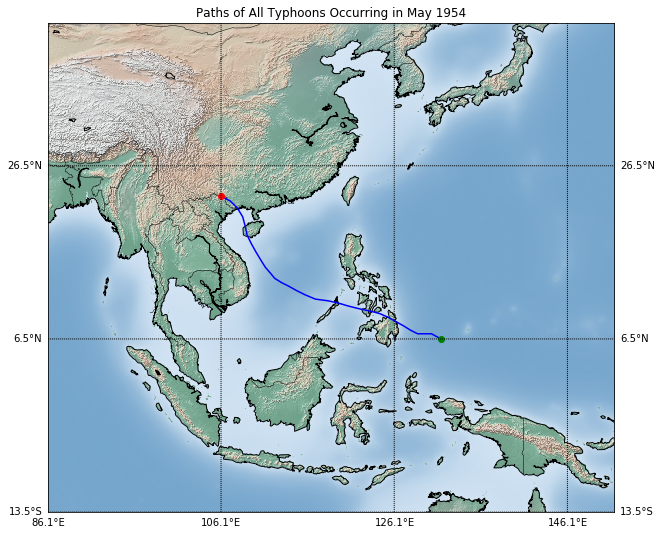 Paths of All Typhoons Occurring in May 1954
26.5°N 26.5°N
6.5°N 6.5°N
13.5°S 13.5°S
86.1°E 106.1°E 126.1°E 146.1°E